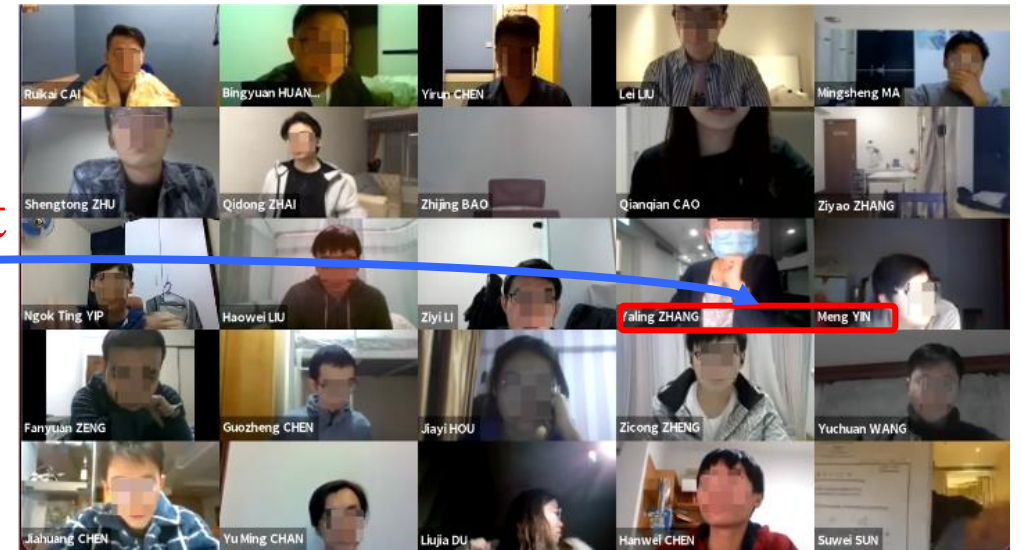 Ruikai CAI
Bingyuan HUAN...
Yirun CHEN
Lei LIU
Mingsheng MA
Shengtong ZHU
Qidong ZHAI
Zhijing BAO
Qianqian CAO
Ziyao ZHANG
t
Ngok Ting YIP
Haowei LIU
Ziyi LI
Yaling ZHANG
Meng YIN
Fanyuan ZENG
Guozheng CHEN
Jiayi HOU
Zicong ZHENG
Yuchuan WANG
Jiahuang CHEN
Yu Ming CHAN
Liujia DU
Hanwei CHEN
Suwei SUN